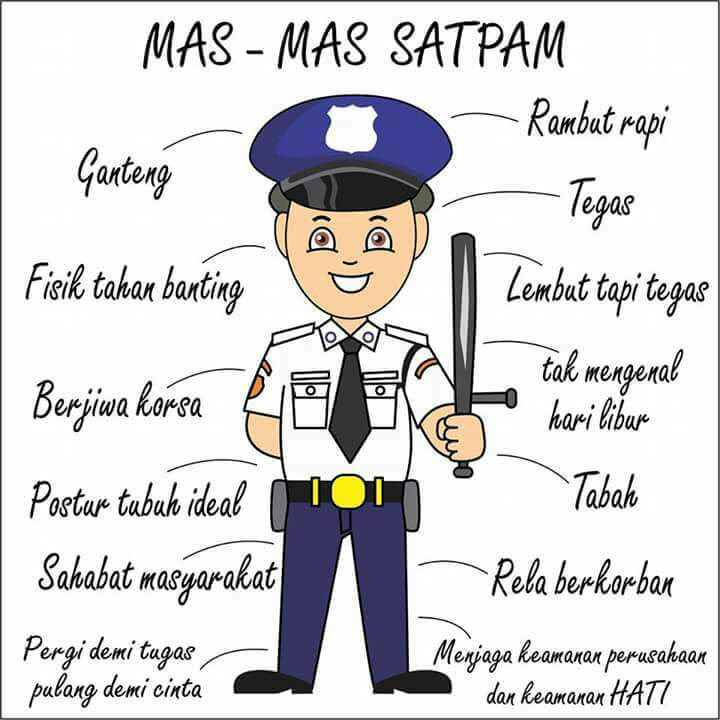 MAS - MAS SATPAM
Ganteng
Fisik tahan banting
Berjiwa korsa
Postur tubuh ideal
Sahabat masyarakat
Pergi demi tugas
pulang demi cinta
Rambut rapi
Tegas
Lembut tapi tegas
tak mengenal
hari libur
Tabah
Rela berkorban
Menjaga keamanan perusahaan
dan keamanan HATI